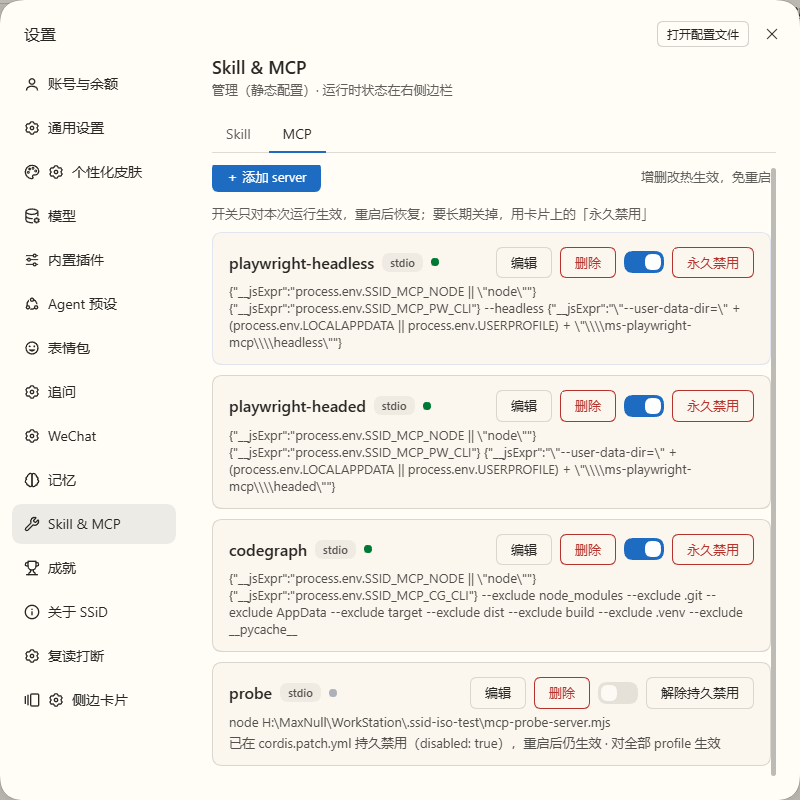 设置
打开配置文件
账号与余额
通用设置
个性化皮肤
模型
内置插件
Agent 预设
表情包
追问
WeChat
记忆
Skill & MCP
成就
关于 SSiD
复读打断
侧边卡片
Skill & MCP
管理（静态配置）· 运行时状态在右侧边栏
Skill MCP
+ 添加 server
增删改热生效，免重启
开关只对本次运行生效，重启后恢复；要长期关掉，用卡片上的「永久禁用」
playwright-headless stdio 编辑 删除 永久禁用
{"__jsExpr":"process.env.SSID_MCP_NODE || \"node\""}
{"__jsExpr":"process.env.SSID_MCP_PW_CLI"} --headless {"__jsExpr":"\"--user-data-dir=\" +
(process.env.LOCALAPPDATA || process.env.USERPROFILE) + \"\\\\ms-playwright-
mcp\\\\headless\""}
playwright-headed stdio 编辑 删除 永久禁用
{"__jsExpr":"process.env.SSID_MCP_NODE || \"node\""}
{"__jsExpr":"process.env.SSID_MCP_PW_CLI"} {"__jsExpr":"\"--user-data-dir=\" +
(process.env.LOCALAPPDATA || process.env.USERPROFILE) + \"\\\\ms-playwright-
mcp\\\\headed\""}
codegraph stdio 编辑 删除 永久禁用
{"__jsExpr":"process.env.SSID_MCP_NODE || \"node\""}
{"__jsExpr":"process.env.SSID_MCP_CG_CLI"} --exclude node_modules --exclude .git --
exclude AppData --exclude target --exclude dist --exclude build --exclude .venv --exclude
__pycache__
probe stdio 编辑 删除 解除持久禁用
node H:\MaxNull\WorkStation\.ssid-iso-test\mcp-probe-server.mjs
已在 cordis.patch.yml 持久禁用（disabled: true），重启后仍生效 · 对全部 profile 生效